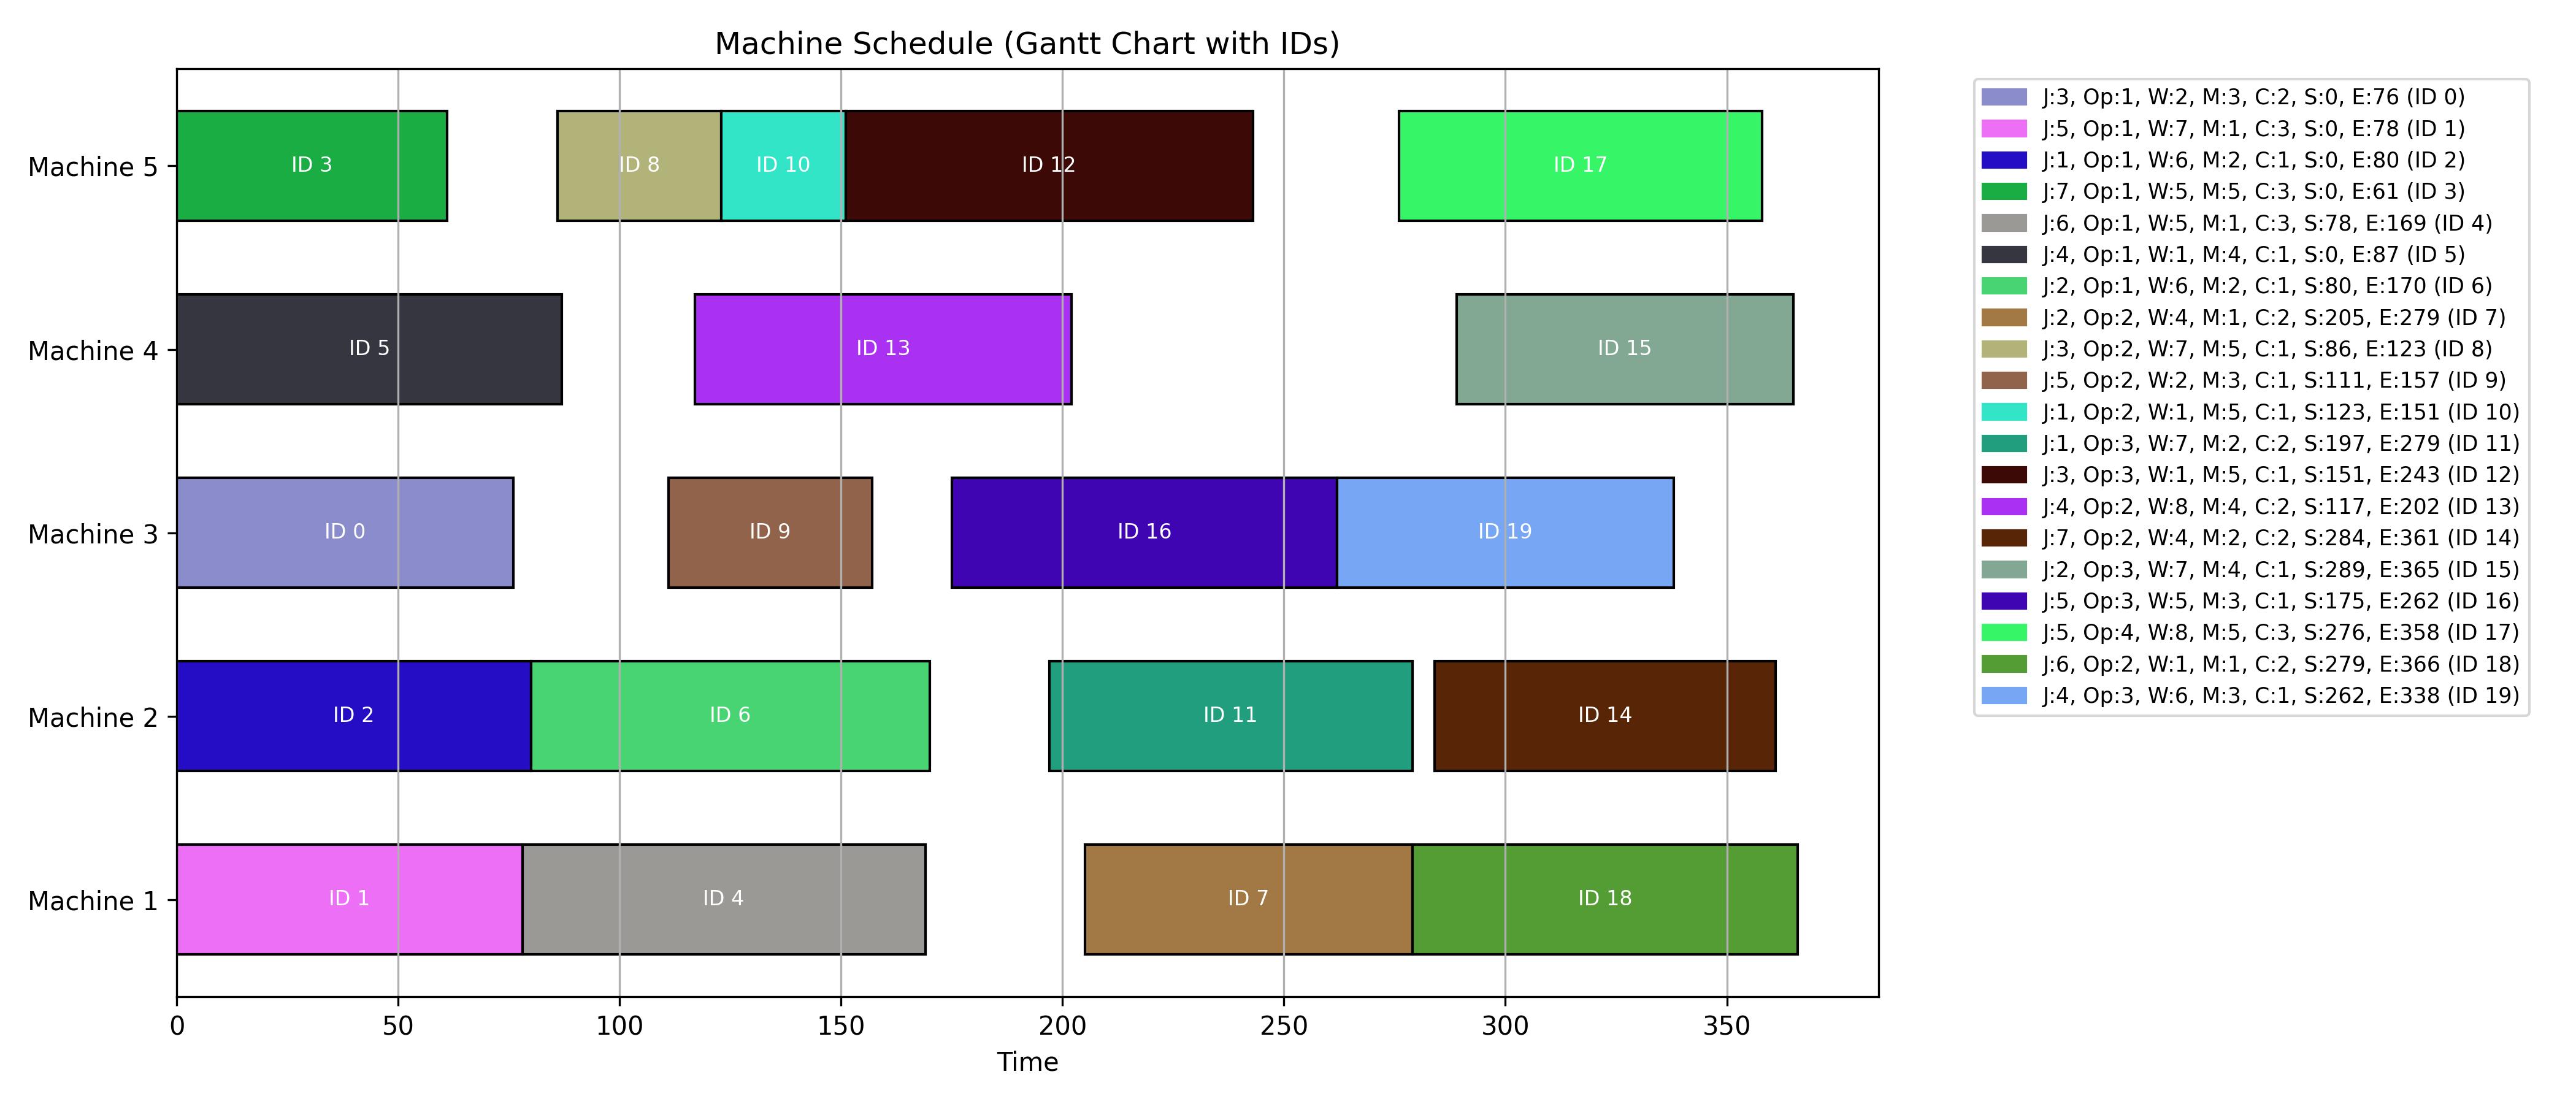 Machine Schedule (Gantt Chart with IDs)
Machine 5
ID 3
ID 8
ID 10
ID 12
ID 17
Machine 4
ID 5
ID 13
ID 15
Machine 3
ID 0
ID 9
ID 16
ID 19
Machine 2
ID 2
ID 6
ID 11
ID 14
Machine 1
ID 1
ID 4
ID 7
ID 18
0 50 100 150 200 250 300 350
Time
J:3, Op:1, W:2, M:3, C:2, S:0, E:76 (ID 0)
J:5, Op:1, W:7, M:1, C:3, S:0, E:78 (ID 1)
J:1, Op:1, W:6, M:2, C:1, S:0, E:80 (ID 2)
J:7, Op:1, W:5, M:5, C:3, S:0, E:61 (ID 3)
J:6, Op:1, W:5, M:1, C:3, S:78, E:169 (ID 4)
J:4, Op:1, W:1, M:4, C:1, S:0, E:87 (ID 5)
J:2, Op:1, W:6, M:2, C:1, S:80, E:170 (ID 6)
J:2, Op:2, W:4, M:1, C:2, S:205, E:279 (ID 7)
J:3, Op:2, W:7, M:5, C:1, S:86, E:123 (ID 8)
J:5, Op:2, W:2, M:3, C:1, S:111, E:157 (ID 9)
J:1, Op:2, W:1, M:5, C:1, S:123, E:151 (ID 10)
J:1, Op:3, W:7, M:2, C:2, S:197, E:279 (ID 11)
J:3, Op:3, W:1, M:5, C:1, S:151, E:243 (ID 12)
J:4, Op:2, W:8, M:4, C:2, S:117, E:202 (ID 13)
J:7, Op:2, W:4, M:2, C:2, S:284, E:361 (ID 14)
J:2, Op:3, W:7, M:4, C:1, S:289, E:365 (ID 15)
J:5, Op:3, W:5, M:3, C:1, S:175, E:262 (ID 16)
J:5, Op:4, W:8, M:5, C:3, S:276, E:358 (ID 17)
J:6, Op:2, W:1, M:1, C:2, S:279, E:366 (ID 18)
J:4, Op:3, W:6, M:3, C:1, S:262, E:338 (ID 19)